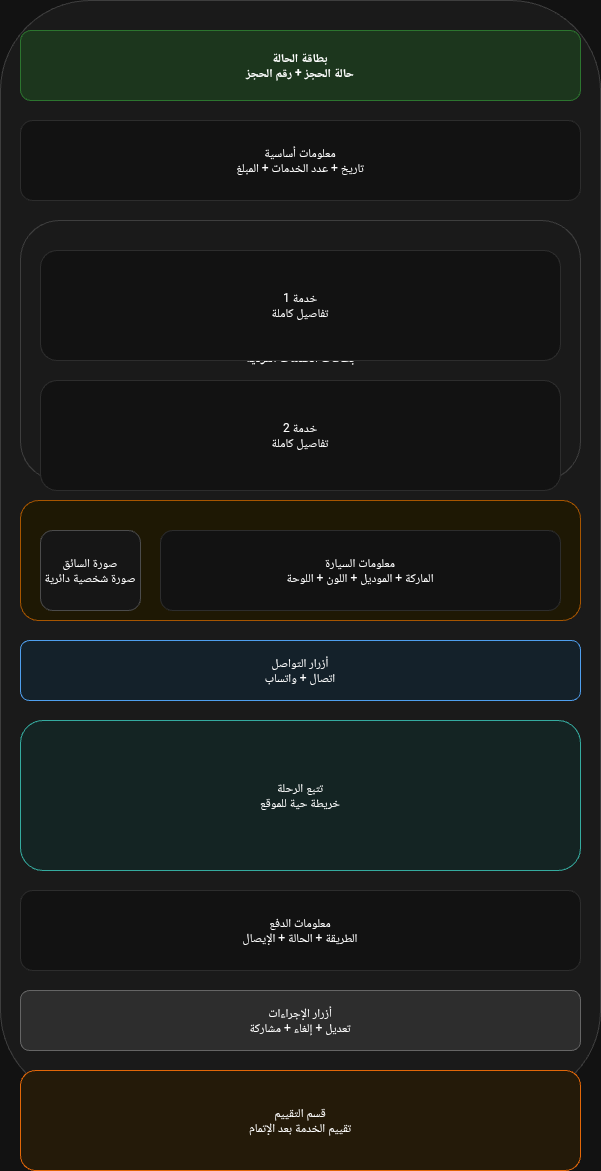 بطاقة الحالة
حالة الحجز + رقم الحجز
معلومات أساسية
تاريخ + عدد الخدمات + المبلغ
خدمة 1
تفاصيل كاملة
خدمة 2
تفاصيل كاملة
صورة السائق
صورة شخصية دائرية
معلومات السيارة
الماركة + الموديل + اللون + اللوحة
أزرار التواصل
اتصال + واتساب
تتبع الرحلة
خريطة حية للموقع
معلومات الدفع
الطريقة + الحالة + الإيصال
أزرار الإجراءات
تعديل + إلغاء + مشاركة
قسم التقييم
تقييم الخدمة بعد الإتمام